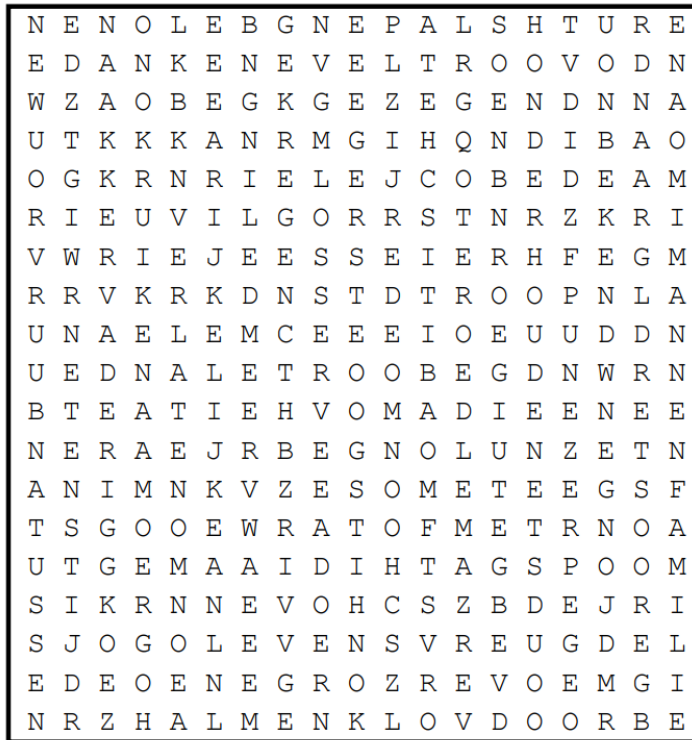 N E N O L E B G N E P A L S H T U R E
E D A N K E N E V E L T R O O V O D N
W Z A O B E G K G E Z E G E N D N N A
U T K K K A N R M G I H Q N D I B A O
O G K R N R I E L E J C O B E D E A M
R I E U V I L G O R R S T N R Z K R I
V W R I E J E E S S E I E R H F E G M
R R V K R K D N S T D T R O O P N L A
U N A E L E M C E E E I O E U U D D N
U E D N A L E T R O O B E G D N W R N
B T E A T I E H V O M A D I E E N E E
N E R A E J R B E G N O L U N Z E T N
A N I M N K V Z E S O M E T E E G S F
T S G O O E W R A T O F M E T R N O A
U T G E M A A I D I H T A G S P O O M
S I K R N N E V O H C S Z B D E J R I
S J O G O L E V E N S V R E U G D E L
E D E O E N E G R O Z R E V O E M G I
N R Z H A L M E N K L O V D O O R B E